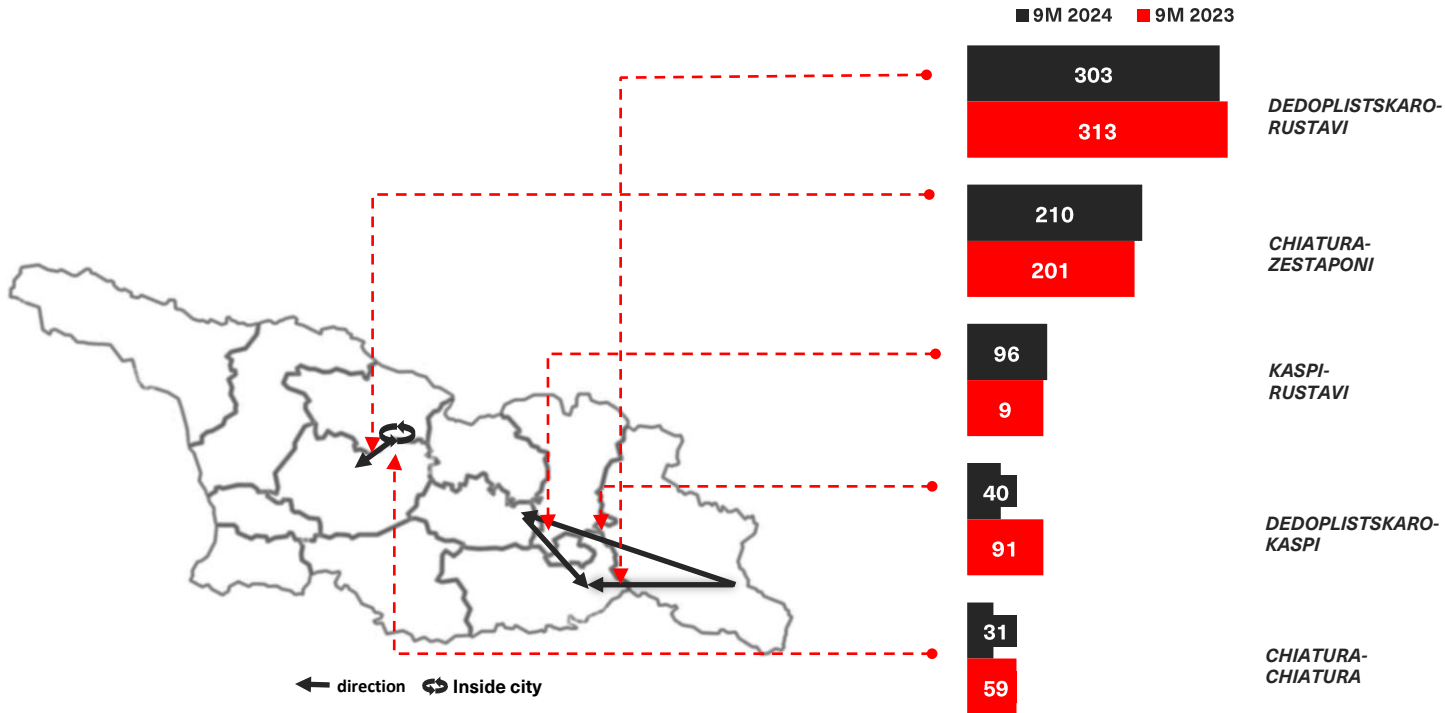 9M 2024 9M 2023
303
313
DEDOPLISTSKARO-
RUSTAVI
210
201
CHIATURA-
ZESTAPONI
96
9
KASPI-
RUSTAVI
40
91
DEDOPLISTSKARO-
KASPI
31
59
CHIATURA-
CHIATURA
direction Inside city